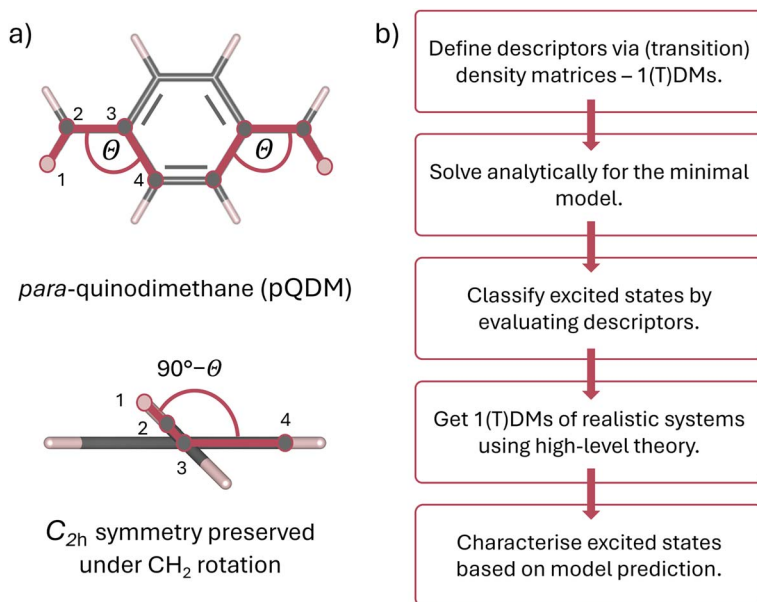 a)
2
3
Θ
Θ
1
4
para-quinodimethane (pQDM)
90°−Θ
1
2
4
3
C2h symmetry preserved
under CH2 rotation
b)
Define descriptors via (transition)
density matrices – 1(T)DMs.
Solve analytically for the minimal
model.
Classify excited states by
evaluating descriptors.
Get 1(T)DMs of realistic systems
using high-level theory.
Characterise excited states
based on model prediction.